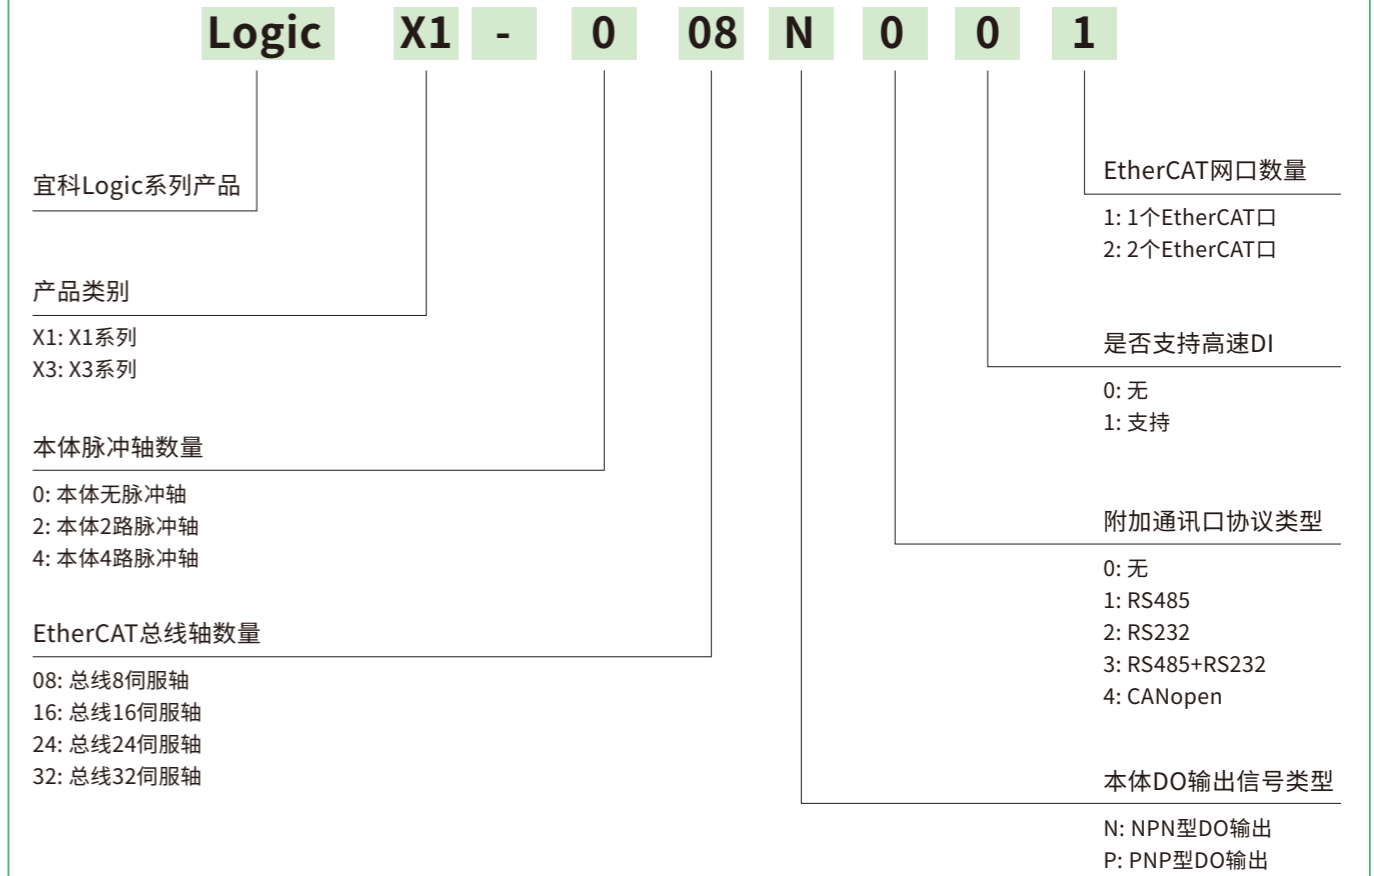 Logic X1 - 0 08 N 0 0 1
宜科Logic系列产品
产品类别
X1: X1系列
X3: X3系列
本体脉冲轴数量
0: 本体无脉冲轴
2: 本体2路脉冲轴
4: 本体4路脉冲轴
EtherCAT总线轴数量
08: 总线8伺服轴
16: 总线16伺服轴
24: 总线24伺服轴
32: 总线32伺服轴
EtherCAT网口数量
1: 1个EtherCAT口
2: 2个EtherCAT口
是否支持高速DI
0: 无
1: 支持
附加通讯口协议类型
0: 无
1: RS485
2: RS232
3: RS485+RS232
4: CANopen
本体DO输出信号类型
N: NPN型DO输出
P: PNP型DO输出